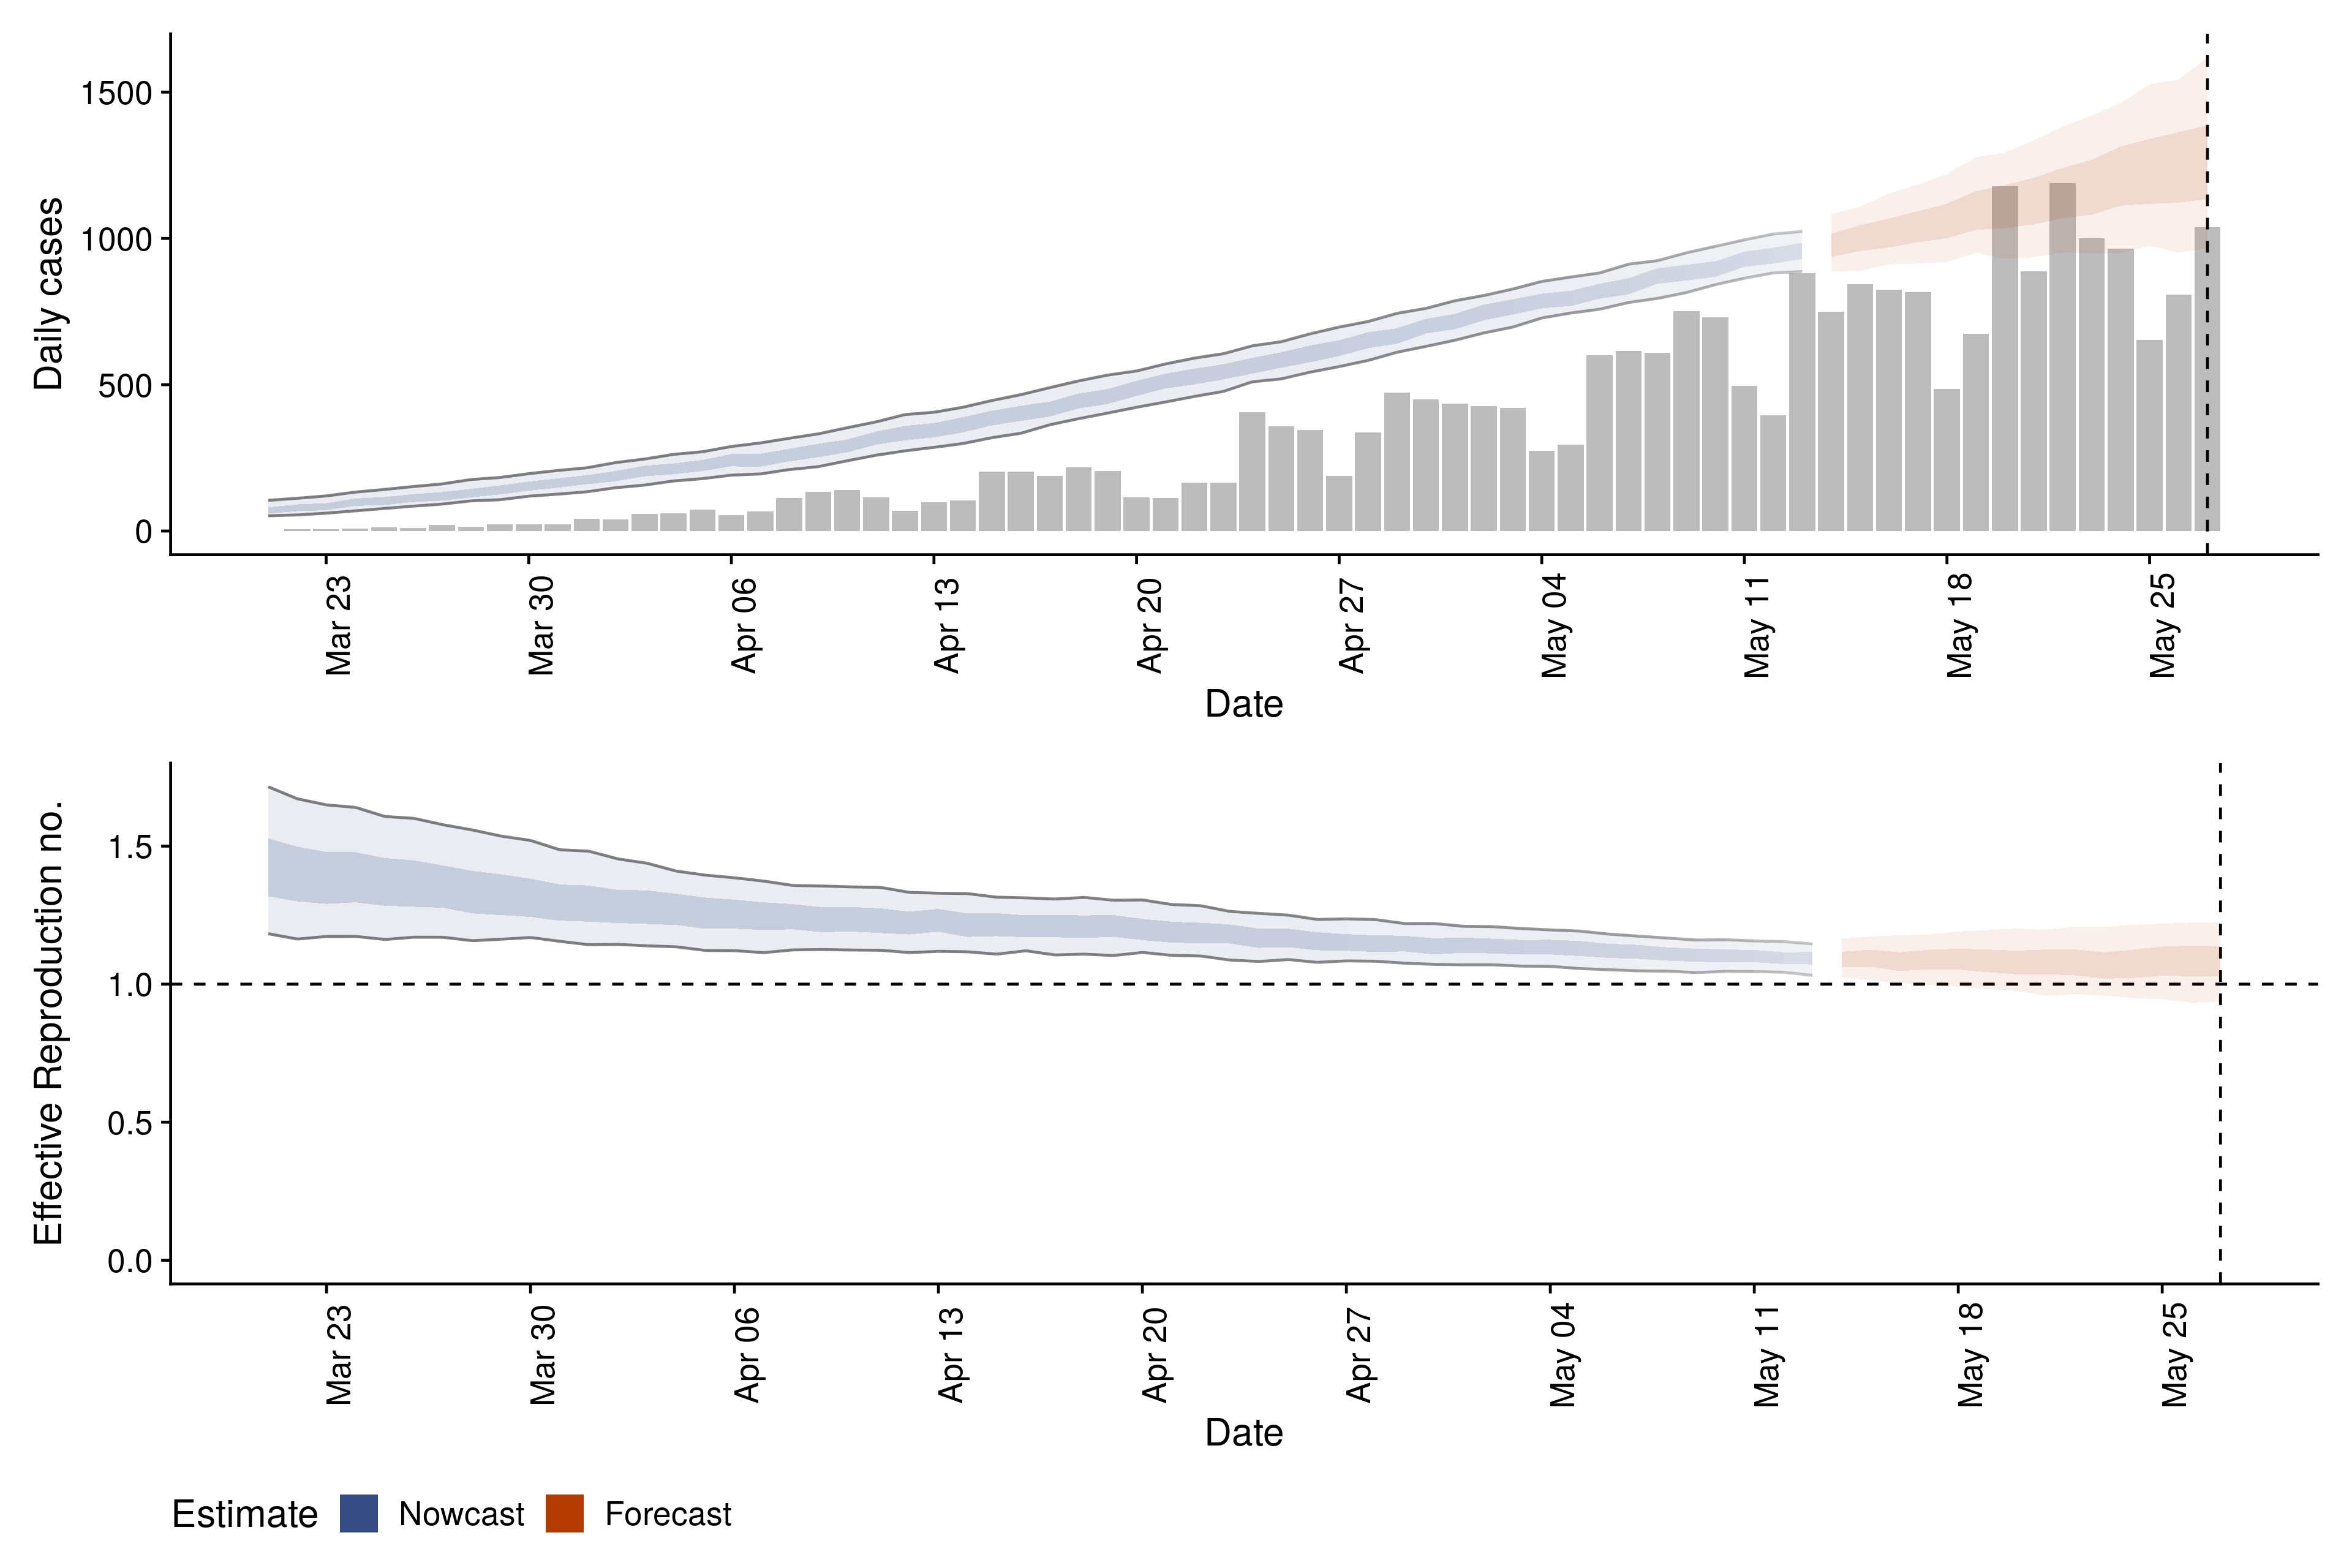 Daily cases
1500
1000
500
0
Mar 23
Mar 30
Apr 06
Apr 13
Apr 20
Apr 27
May 04
May 11
May 18
May 25
Date
Effective Reproduction no.
1.5
1.0
0.5
0.0
Mar 23
Mar 30
Apr 06
Apr 13
Apr 20
Apr 27
May 04
May 11
May 18
May 25
Date
Estimate Nowcast Forecast